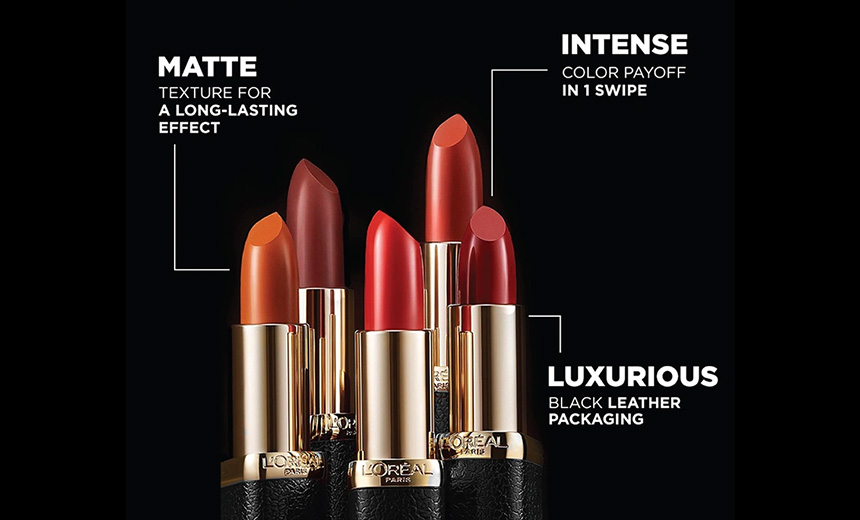 MATTE
TEXTURE FOR
A LONG-LASTING
EFFECT
INTENSE
COLOR PAYOFF
IN 1 SWIPE
LUXURIOUS
BLACK LEATHER
PACKAGING
L'ORÉAL
PARIS
L'ORÉAL
PARIS
L'ORÉAL
PARIS